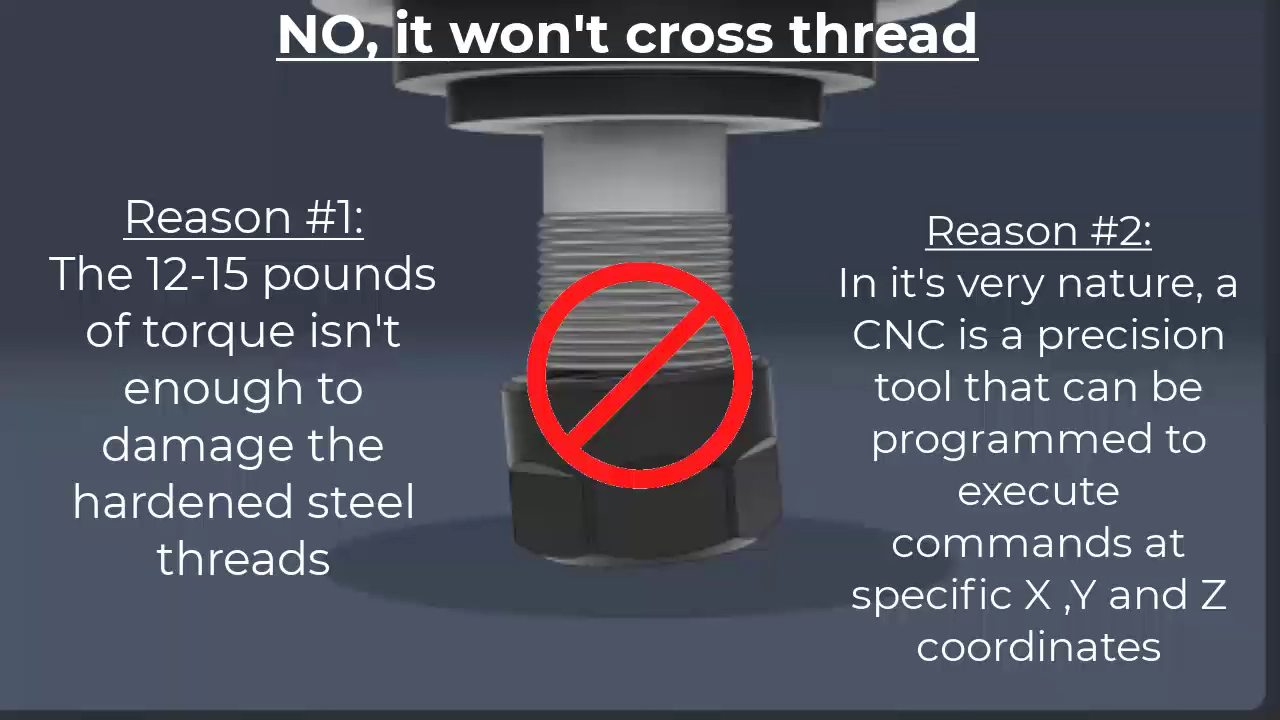 NO, it won't cross thread
Reason #1:
The 12-15 pounds
of torque isn't
enough to
damage the
hardened steel
threads
Reason #2:
In it's very nature, a
CNC is a precision
tool that can be
programmed to
execute
commands at
specific X ,Y and Z
coordinates